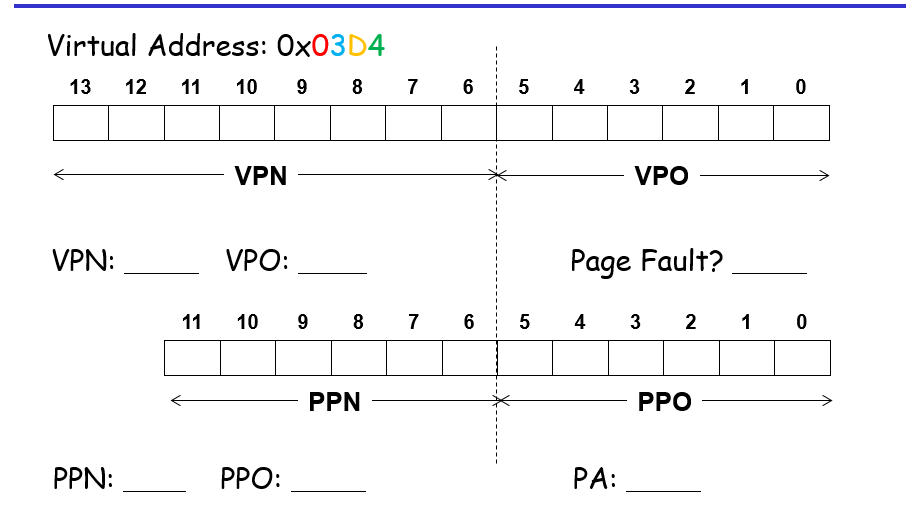 Virtual Address: 0x03D4
13 12 11 10 9 8 7 6 5 4 3 2 1 0
VPN VPO
VPN: _____ VPO: _____ Page Fault? _____
11 10 9 8 7 6 5 4 3 2 1 0
PPN PPO
PPN: _____ PPO: _____ PA: _____